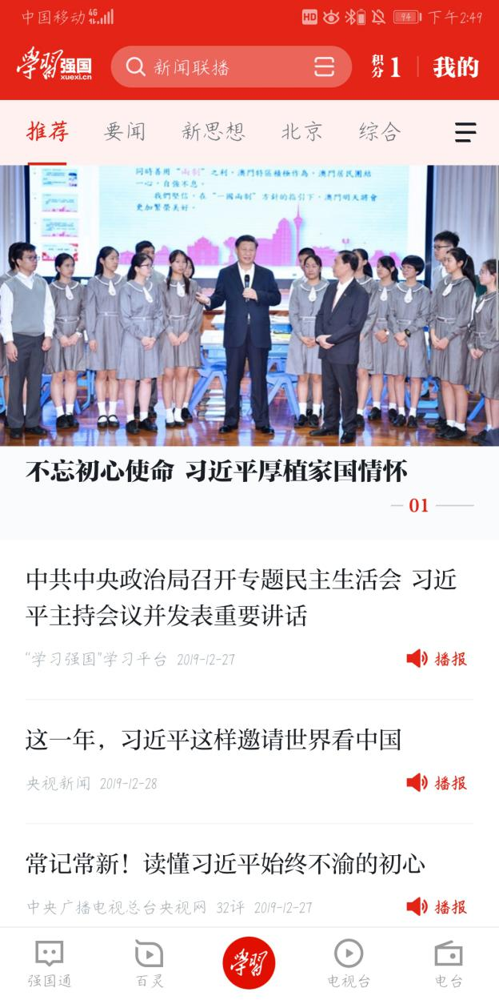 中国移动 4G HD 94 下午2:49
学習强国 xuexi.cn 新闻联播 积分 1 我的
推荐 要闻 新思想 北京 综合
同時善用“兩制”之利，澳門特區積極作為，澳門居民團結
一心，自強不息。
我們堅信，在“一國兩制”方針的指引下，澳門明天將會
更加繁榮美好。
不忘初心使命 习近平厚植家国情怀
01
中共中央政治局召开专题民主生活会 习近
平主持会议并发表重要讲话
“学习强国”学习平台 2019-12-27 播报
这一年，习近平这样邀请世界看中国
央视新闻 2019-12-28 播报
常记常新！读懂习近平始终不渝的初心
中央广播电视总台央视网 32评 2019-12-27 播报
学習
强国通 百灵 电视台 电台